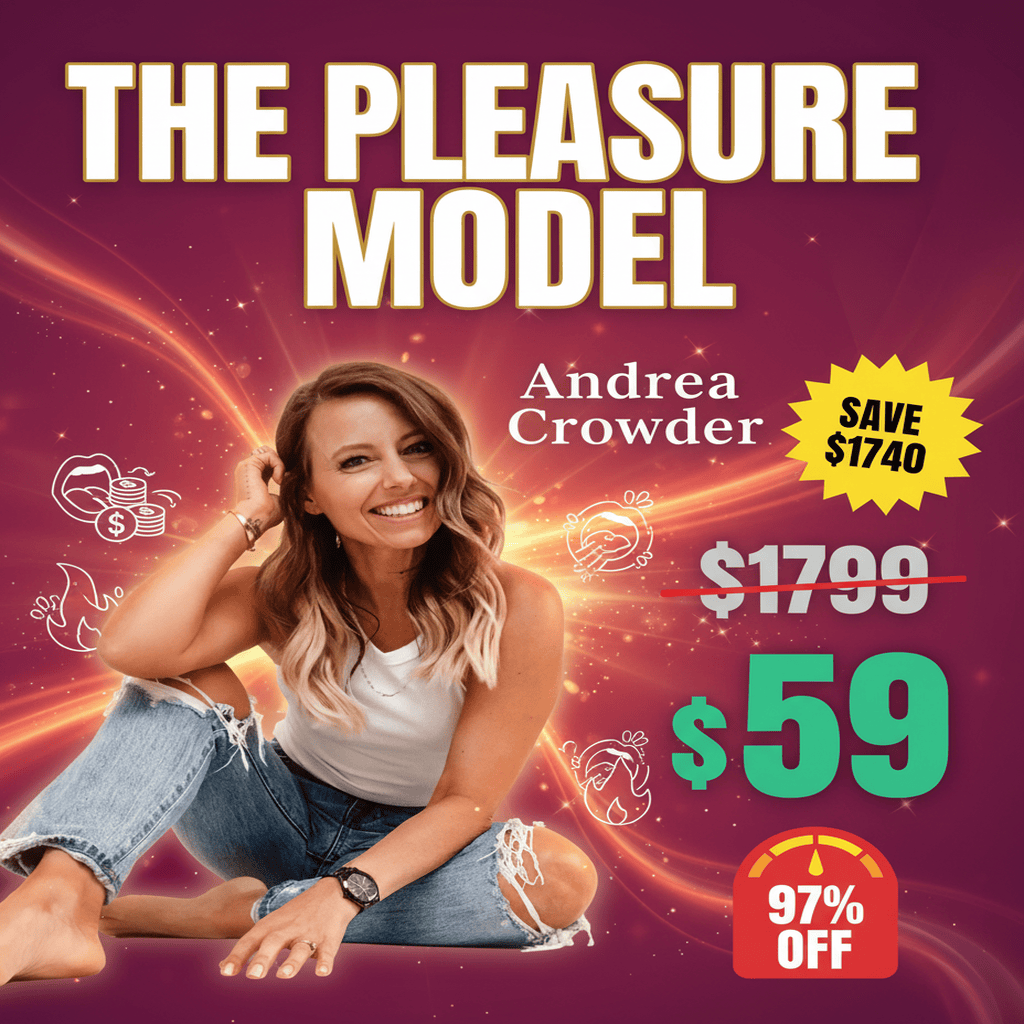 THE PLEASURE
MODEL
Andrea
Crowder
SAVE
$1740
$1799
$59
97%
OFF
$